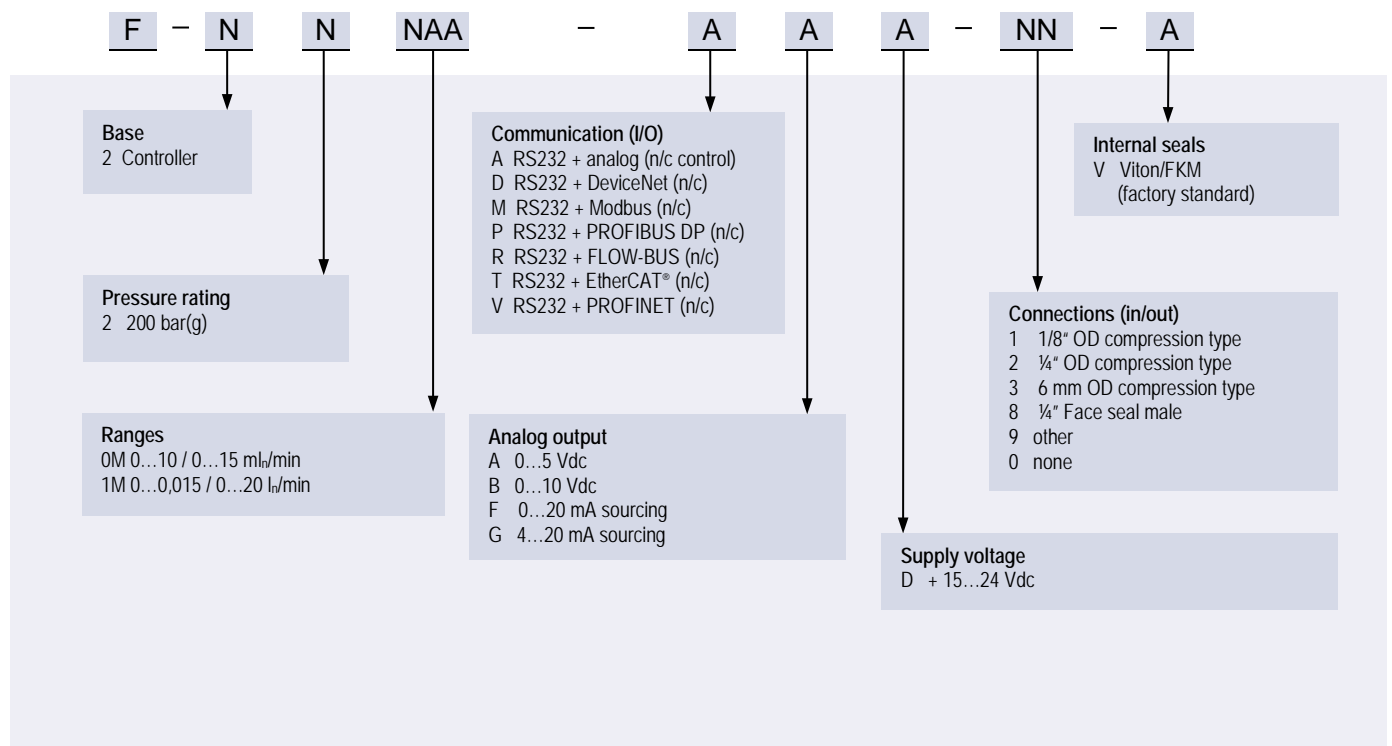 F – N N NAA – A A A – NN – A
Base
2 Controller
Pressure rating
2 200 bar(g)
Ranges
0M 0…10 / 0…15 mlₙ/min
1M 0…0,015 / 0…20 lₙ/min
Communication (I/O)
A RS232 + analog (n/c control)
D RS232 + DeviceNet (n/c)
M RS232 + Modbus (n/c)
P RS232 + PROFIBUS DP (n/c)
R RS232 + FLOW-BUS (n/c)
T RS232 + EtherCAT® (n/c)
V RS232 + PROFINET (n/c)
Analog output
A 0…5 Vdc
B 0…10 Vdc
F 0…20 mA sourcing
G 4…20 mA sourcing
Supply voltage
D + 15…24 Vdc
Connections (in/out)
1 1/8“ OD compression type
2 ¼“ OD compression type
3 6 mm OD compression type
8 ¼” Face seal male
9 other
0 none
Internal seals
V Viton/FKM
(factory standard)